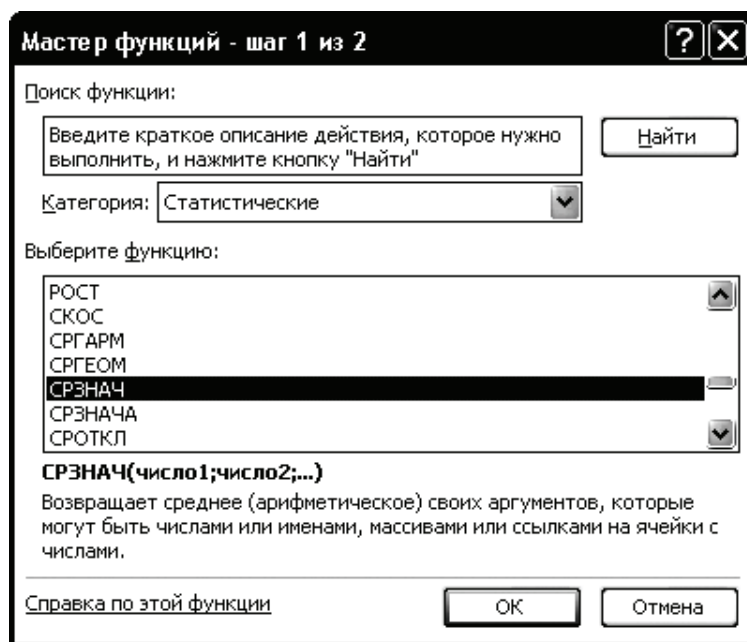 Мастер функций - шаг 1 из 2
Поиск функции:
Введите краткое описание действия, которое нужно
выполнить, и нажмите кнопку "Найти"
Найти
Категория: Статистические
Выберите функцию:
РОСТ
СКОС
СРГАРМ
СРГЕОМ
СРЗНАЧ
СРЗНАЧА
СРОТКЛ
СРЗНАЧ(число1;число2;...)
Возвращает среднее (арифметическое) своих аргументов, которые
могут быть числами или именами, массивами или ссылками на ячейки с
числами.
Справка по этой функции
ОК
Отмена